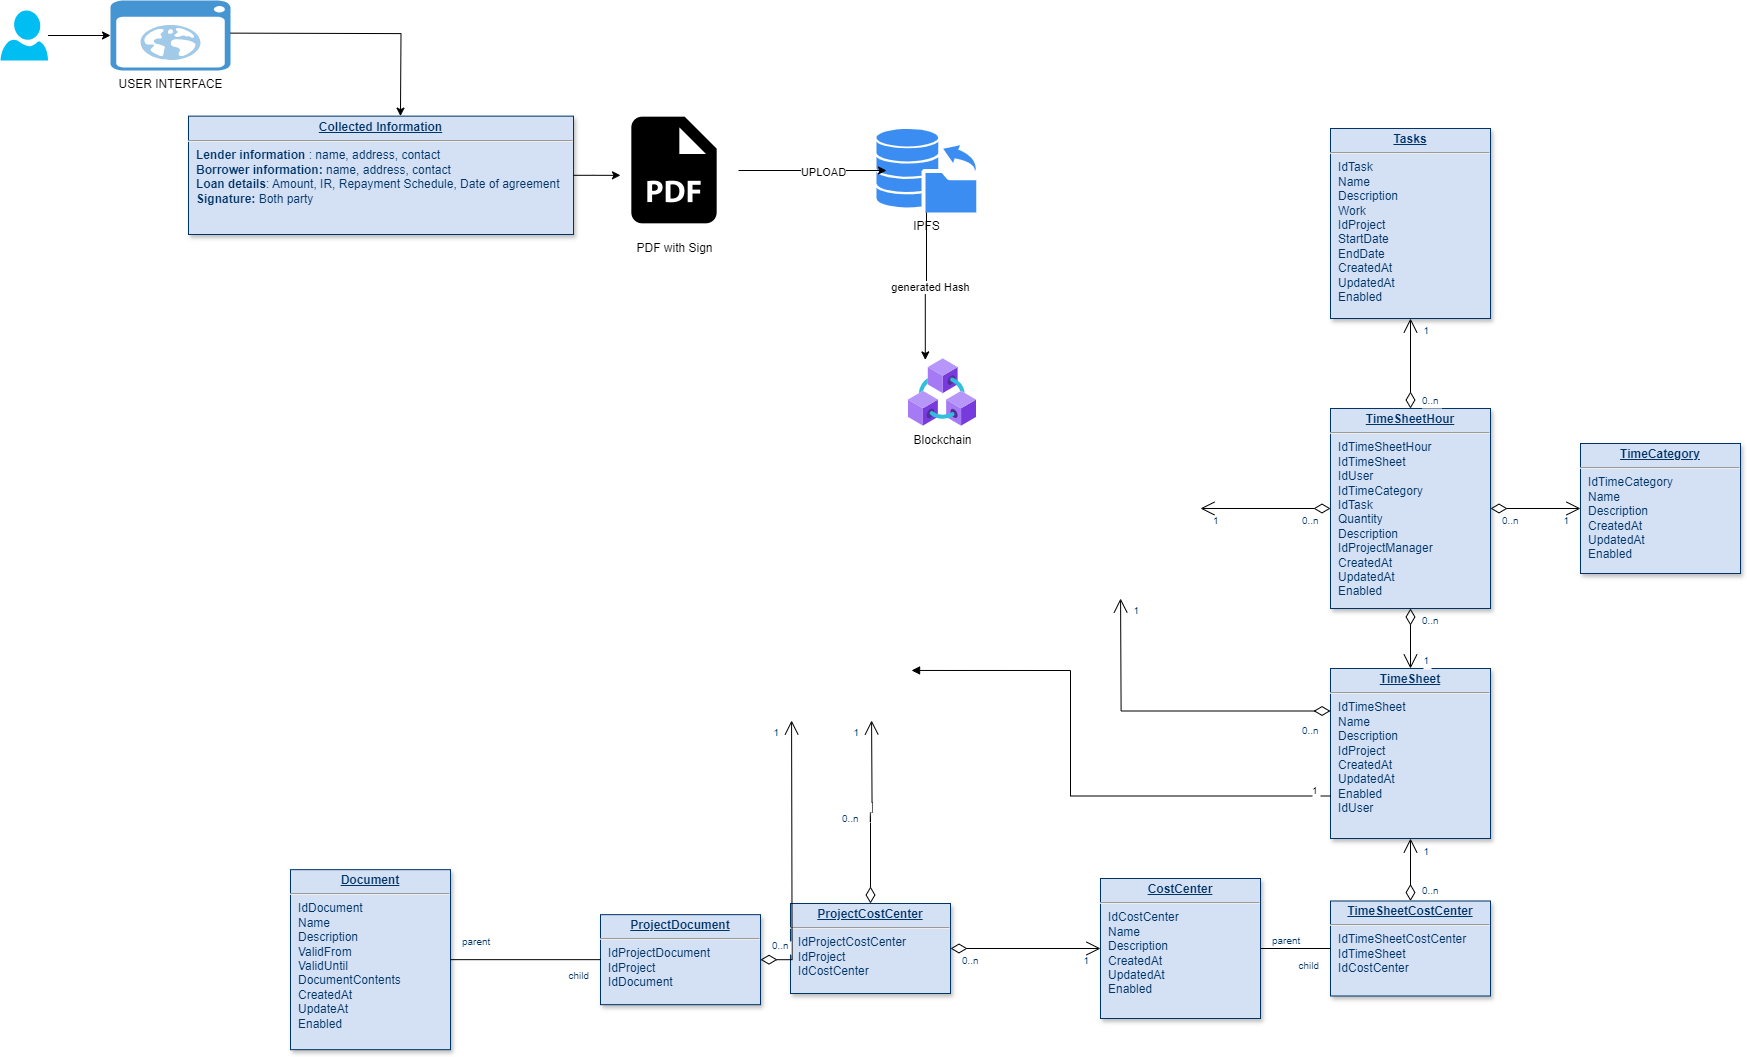 USER INTERFACE
Collected Information
Lender information : name, address, contact
Borrower information: name, address, contact
Loan details: Amount, IR, Repayment Schedule, Date of agreement
Signature: Both party
PDF
PDF with Sign
UPLOAD
IPFS
generated Hash
Blockchain
Tasks
IdTask
Name
Description
Work
IdProject
StartDate
EndDate
CreatedAt
UpdatedAt
Enabled
1
0..n
TimeSheetHour
IdTimeSheetHour
IdTimeSheet
IdUser
IdTimeCategory
IdTask
Quantity
Description
IdProjectManager
CreatedAt
UpdatedAt
Enabled
1
0..n
0..n
1
TimeCategory
IdTimeCategory
Name
Description
CreatedAt
UpdatedAt
Enabled
0..n
1
TimeSheet
IdTimeSheet
Name
Description
IdProject
CreatedAt
UpdatedAt
Enabled
IdUser
1
0..n
1
1
0..n
1
1
0..n
Document
IdDocument
Name
Description
ValidFrom
ValidUntil
DocumentContents
CreatedAt
UpdateAt
Enabled
parent
child
ProjectDocument
IdProjectDocument
IdProject
IdDocument
0..n
ProjectCostCenter
IdProjectCostCenter
IdProject
IdCostCenter
0..n
1
CostCenter
IdCostCenter
Name
Description
CreatedAt
UpdatedAt
Enabled
parent
child
TimeSheetCostCenter
IdTimeSheetCostCenter
IdTimeSheet
IdCostCenter